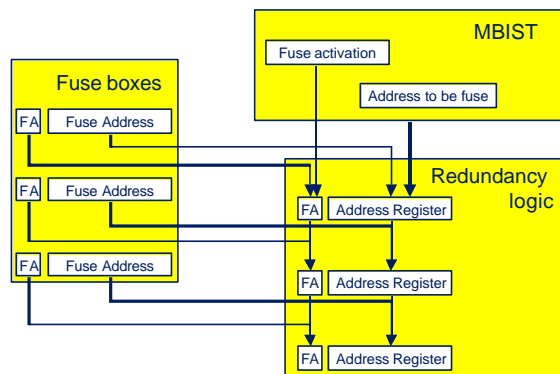 MBIST
Fuse activation
Address to be fuse
Fuse boxes
FA Fuse Address
FA Fuse Address
FA Fuse Address
Redundancy
logic
FA Address Register
FA Address Register
FA Address Register